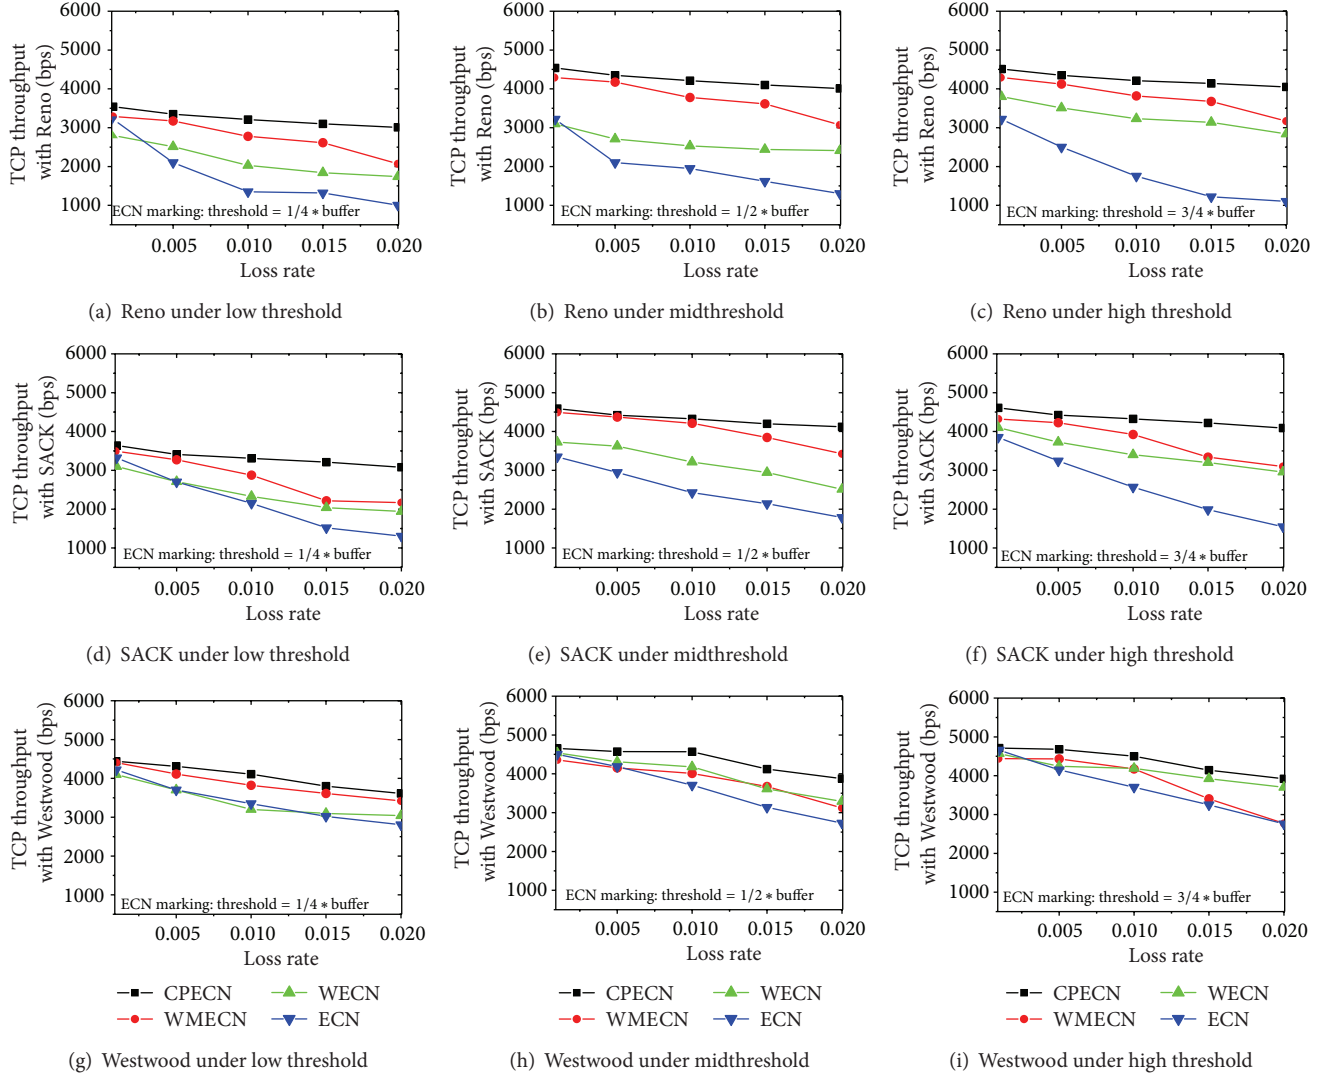 6000
5000
4000
3000
2000
1000
TCP throughput
with Reno (bps)
ECN marking: threshold = 1/4 * buffer
0.005 0.010 0.015 0.020
Loss rate
(a) Reno under low threshold
6000
5000
4000
3000
2000
1000
TCP throughput
with Reno (bps)
ECN marking: threshold = 1/2 * buffer
0.005 0.010 0.015 0.020
Loss rate
(b) Reno under midthreshold
6000
5000
4000
3000
2000
1000
TCP throughput
with Reno (bps)
ECN marking: threshold = 3/4 * buffer
0.005 0.010 0.015 0.020
Loss rate
(c) Reno under high threshold
6000
5000
4000
3000
2000
1000
TCP throughput
with SACK (bps)
ECN marking: threshold = 1/4 * buffer
0.005 0.010 0.015 0.020
Loss rate
(d) SACK under low threshold
6000
5000
4000
3000
2000
1000
TCP throughput
with SACK (bps)
ECN marking: threshold = 1/2 * buffer
0.005 0.010 0.015 0.020
Loss rate
(e) SACK under midthreshold
6000
5000
4000
3000
2000
1000
TCP throughput
with SACK (bps)
ECN marking: threshold = 3/4 * buffer
0.005 0.010 0.015 0.020
Loss rate
(f) SACK under high threshold
6000
5000
4000
3000
2000
1000
TCP throughput
with Westwood (bps)
ECN marking: threshold = 1/4 * buffer
0.005 0.010 0.015 0.020
Loss rate
CPECN WECN
WMECN ECN
(g) Westwood under low threshold
6000
5000
4000
3000
2000
1000
TCP throughput
with Westwood (bps)
ECN marking: threshold = 1/2 * buffer
0.005 0.010 0.015 0.020
Loss rate
CPECN WECN
WMECN ECN
(h) Westwood under midthreshold
6000
5000
4000
3000
2000
1000
TCP throughput
with Westwood (bps)
ECN marking: threshold = 3/4 * buffer
0.005 0.010 0.015 0.020
Loss rate
CPECN WECN
WMECN ECN
(i) Westwood under high threshold